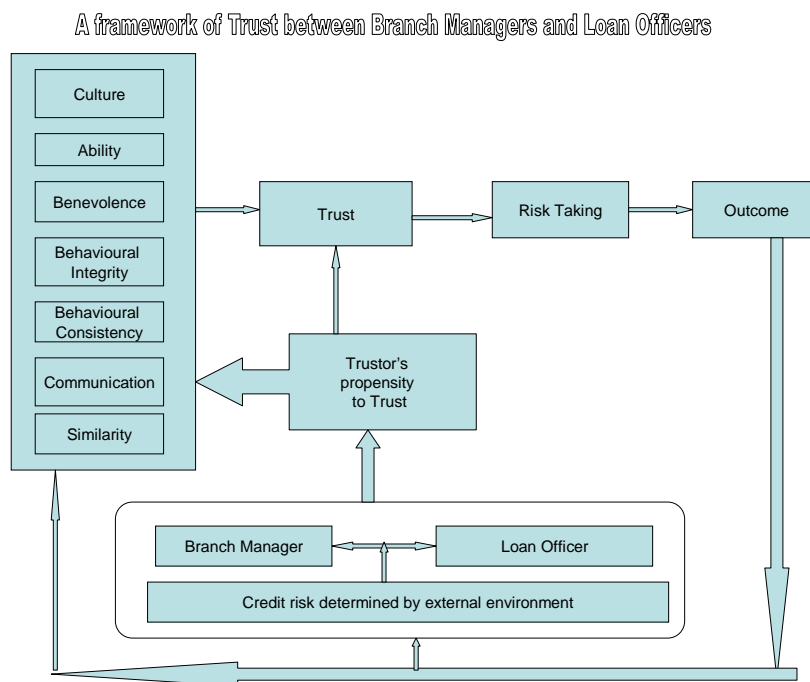 A framework of Trust between Branch Managers and Loan Officers
Culture
Ability
Benevolence
Behavioural
Integrity
Behavioural
Consistency
Communication
Similarity
Trust
Risk Taking
Outcome
Trustor's
propensity
to Trust
Branch Manager
Loan Officer
Credit risk determined by external environment